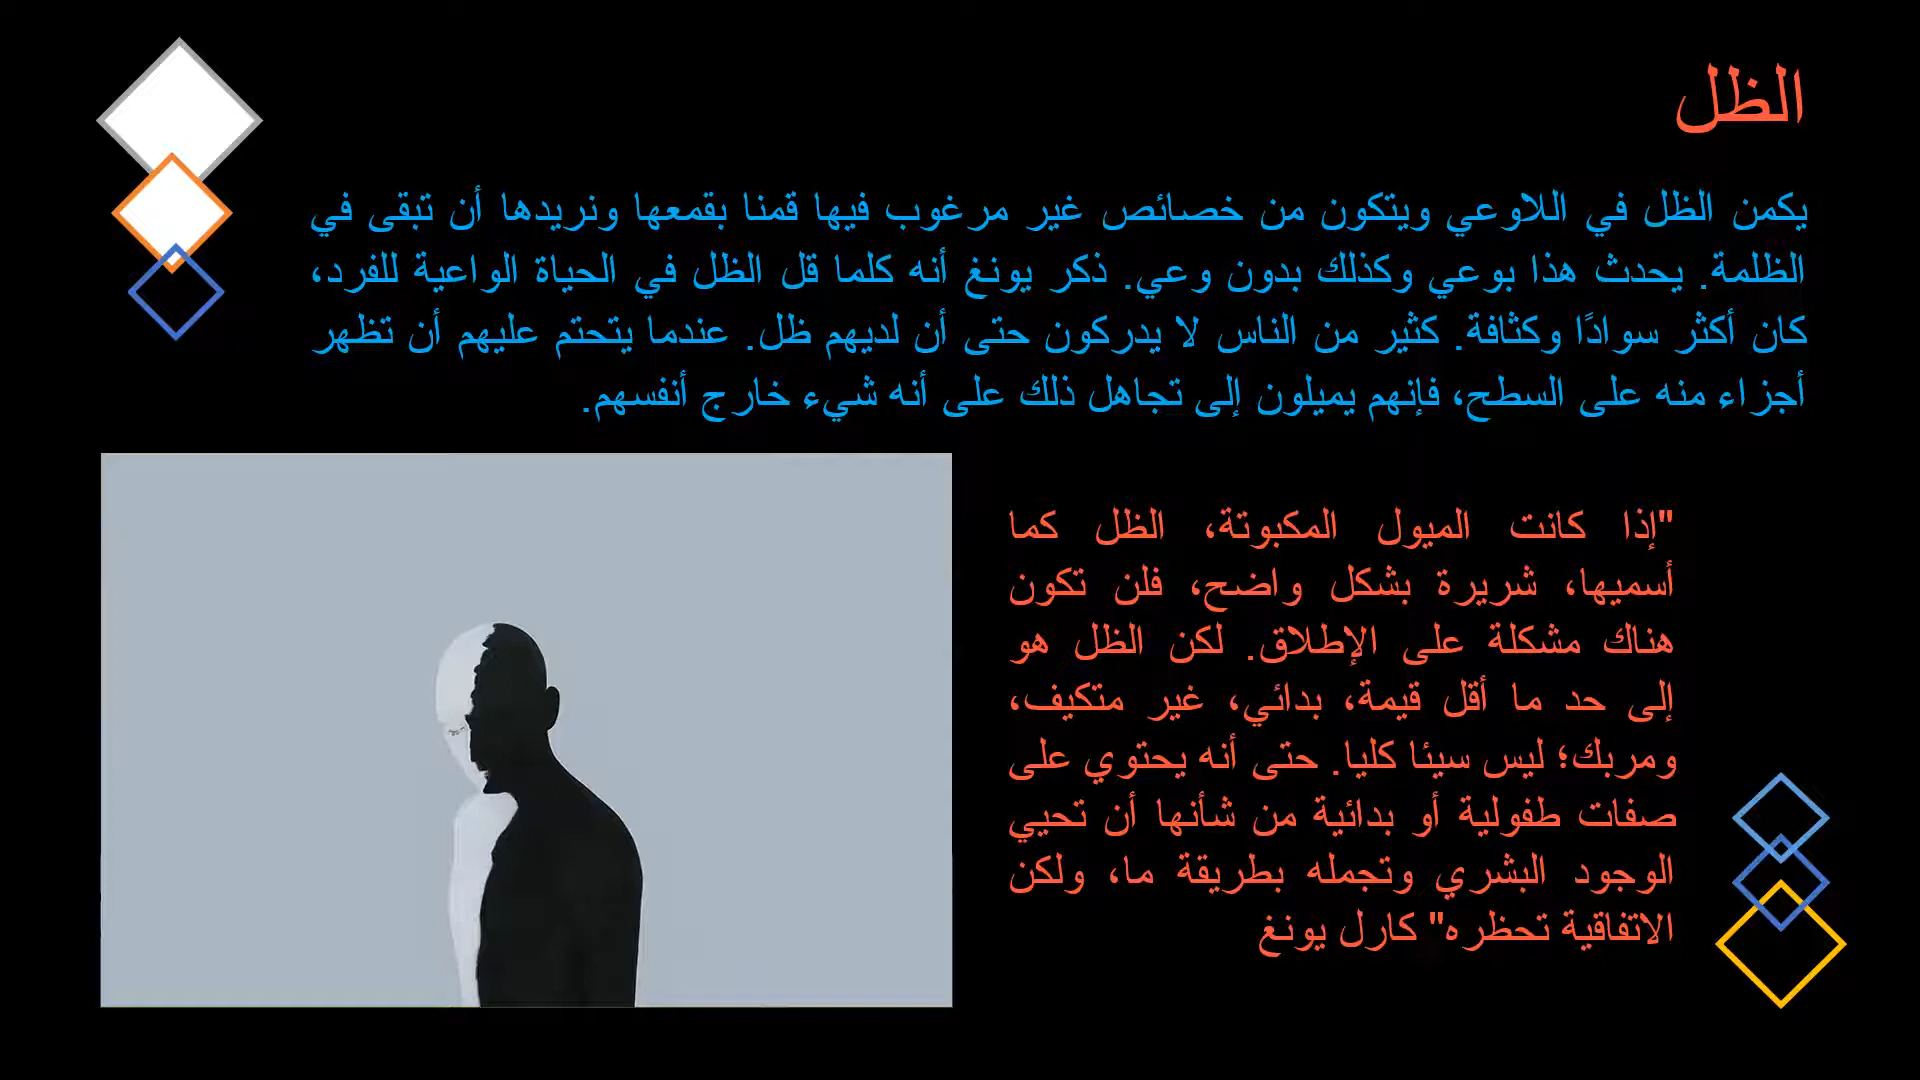 الظل
يكمن الظل في اللاوعي ويتكون من خصائص غير مرغوب فيها قمنا بقمعها ونريدها أن تبقى في
الظلمة. يحدث هذا بوعي وكذلك بدون وعي. ذكر يونغ أنه كلما قل الظل في الحياة الواعية للفرد،
كان أكثر سوادًا وكثافة. كثير من الناس لا يدركون حتى أن لديهم ظل. عندما يتحتم عليهم أن تظهر
أجزاء منه على السطح، فإنهم يميلون إلى تجاهل ذلك على أنه شيء خارج أنفسهم.
"إذا كانت الميول المكبوتة، الظل كما
أسميها، شريرة بشكل واضح، فلن تكون
هناك مشكلة على الإطلاق. لكن الظل هو
إلى حد ما أقل قيمة، بدائي، غير متكيف،
ومربك؛ ليس سيئا كليا. حتى أنه يحتوي على
صفات طفولية أو بدائية من شأنها أن تحيي
الوجود البشري وتجمله بطريقة ما، ولكن
الاتفاقية تحظره" كارل يونغ